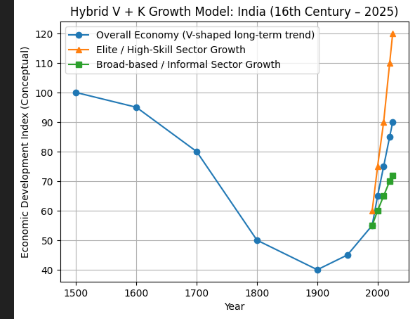 Hybrid V + K Growth Model: India (16th Century – 2025)
Overall Economy (V-shaped long-term trend)
Elite / High-Skill Sector Growth
Broad-based / Informal Sector Growth
Economic Development Index (Conceptual)
120
110
100
90
80
70
60
50
40
1500
1600
1700
1800
1900
2000
Year